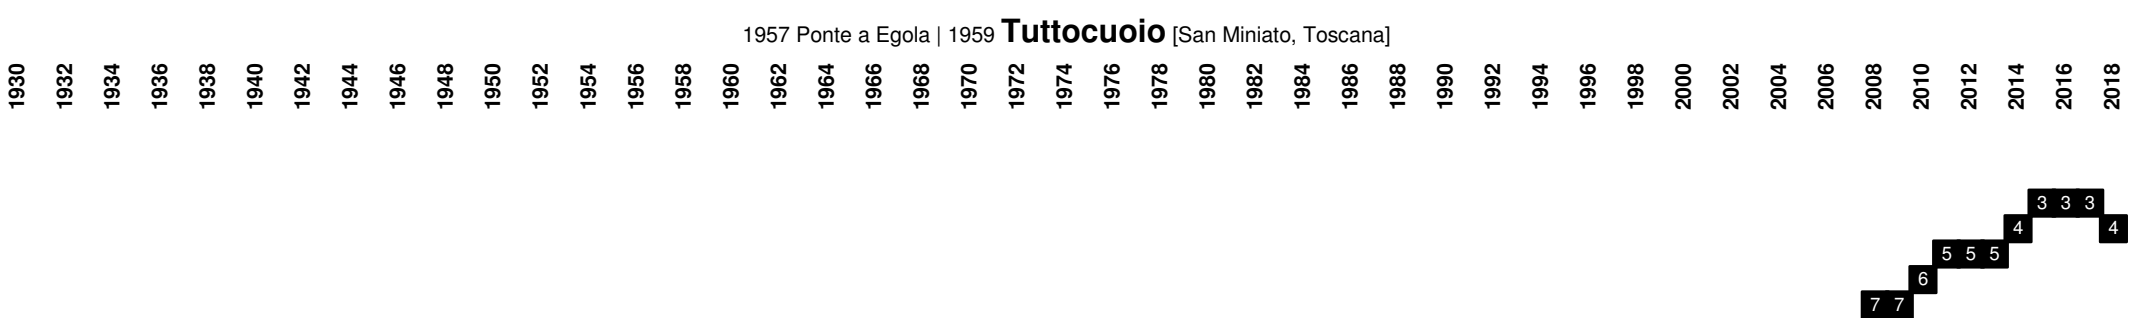 1957 Ponte a Egola | 1959 Tuttocuoio [San Miniato, Toscana]
1930 1932 1934 1936 1938 1940 1942 1944 1946 1948 1950 1952 1954 1956 1958 1960 1962 1964 1966 1968 1970 1972 1974 1976 1978 1980 1982 1984 1986 1988 1990 1992 1994 1996 1998 2000 2002 2004 2006 2008 2010 2012 2014 2016 2018
3 3 3
4 4
5 5 5
6
7 7